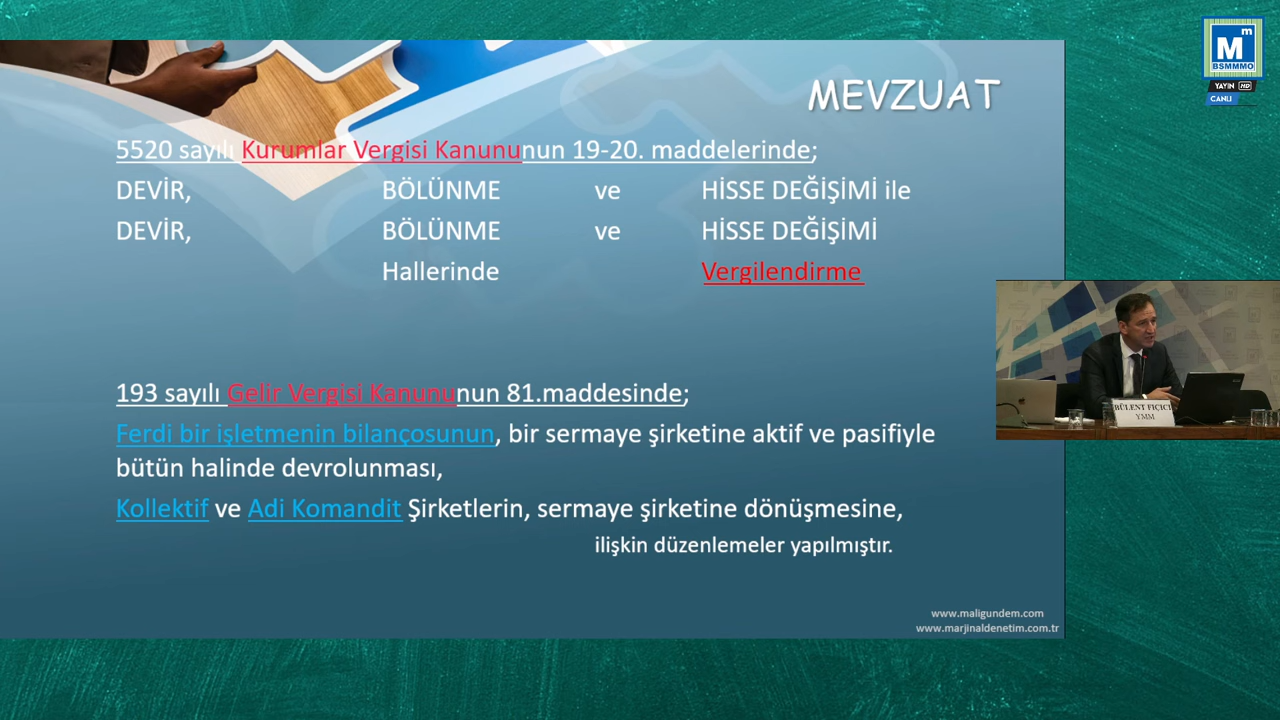 MEVZUAT
5520 sayılı Kurumlar Vergisi Kanununun 19-20. maddelerinde;
DEVİR, BÖLÜNME ve HİSSE DEĞİŞİMİ ile
DEVİR, BÖLÜNME ve HİSSE DEĞİŞİMİ
Hallerinde Vergilendirme
193 sayılı Gelir Vergisi Kanununun 81.maddesinde;
Ferdi bir işletmenin bilançosunun, bir sermaye şirketine aktif ve pasifiyle
bütün halinde devrolunması,
Kollektif ve Adi Komandit Şirketlerin, sermaye şirketine dönüşmesine,
ilişkin düzenlemeler yapılmıştır.
www.maligundem.com
www.marjinaldenetim.com.tr
Mm
BSMMMO
YAYIN HD
CANLI
BÜLENT FIÇICI
YMM